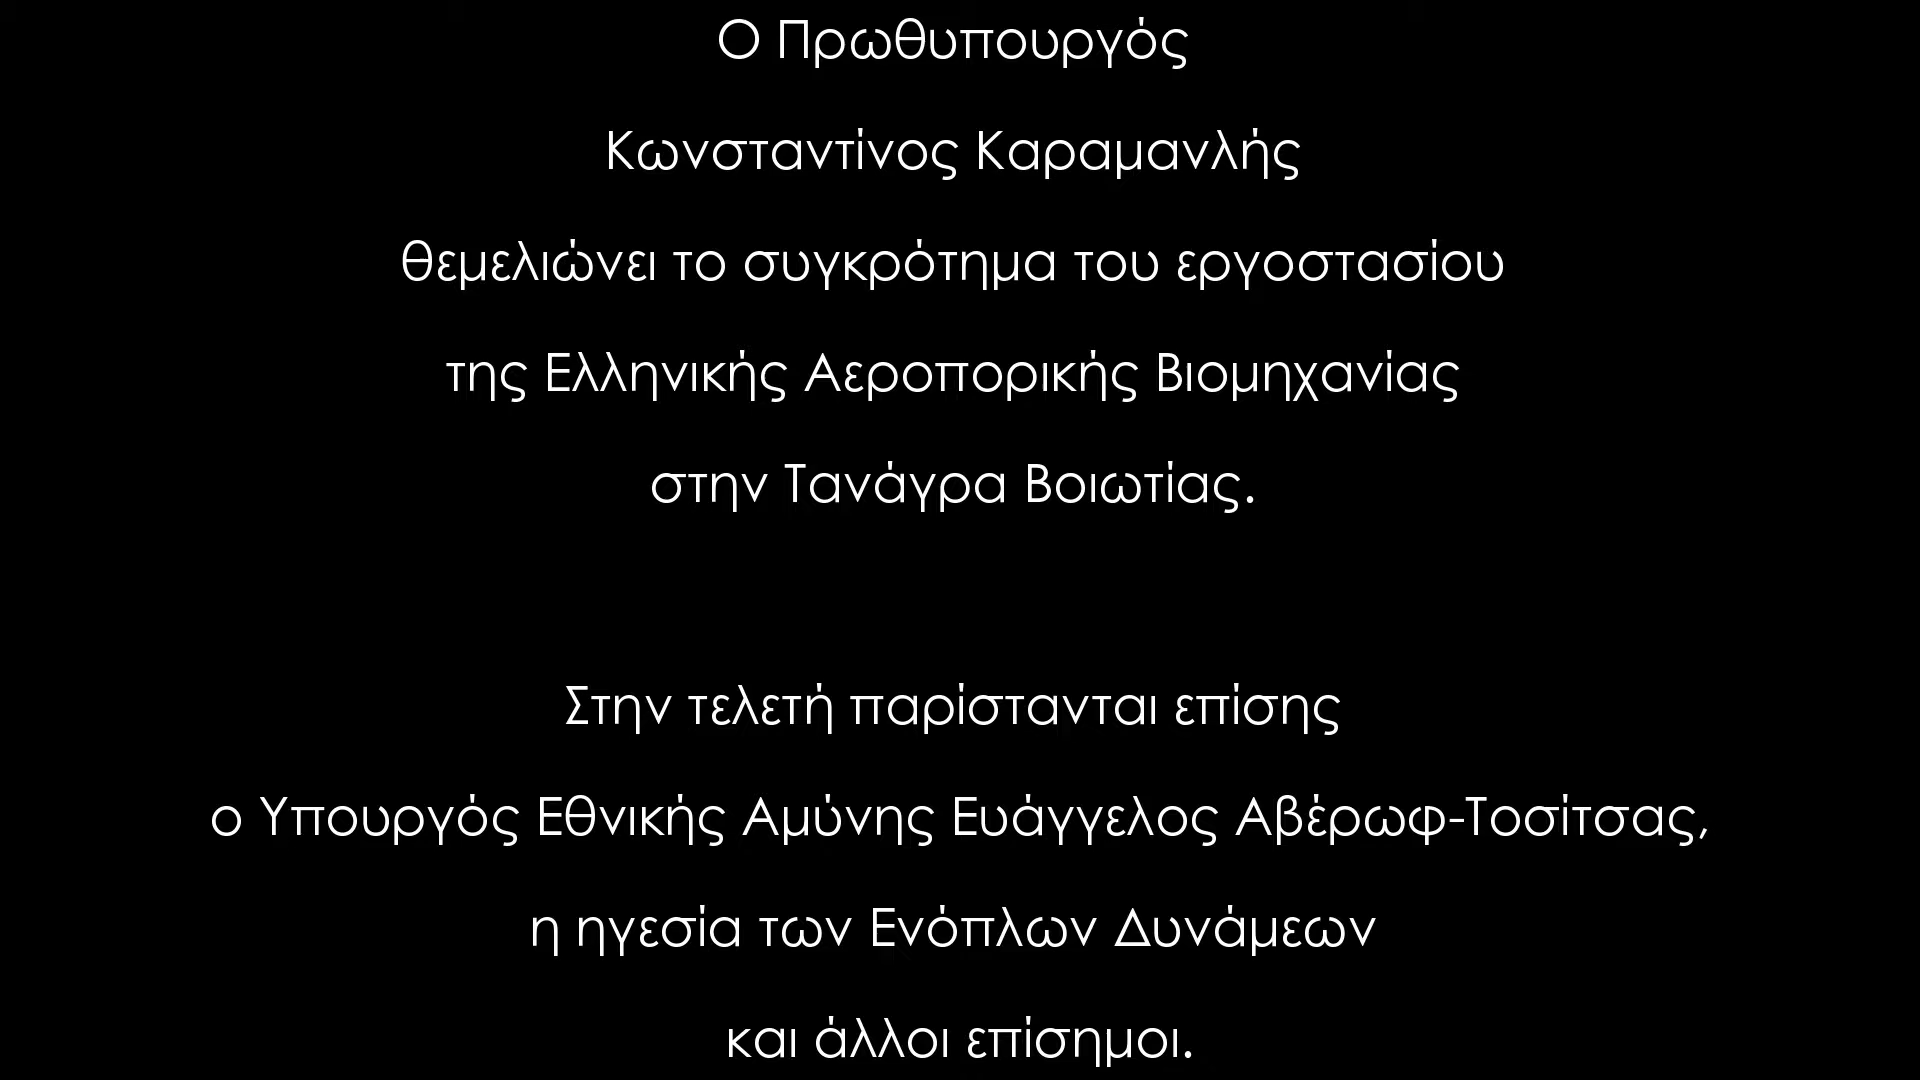 Ο Πρωθυπουργός
Κωνσταντίνος Καραμανλής
θεμελιώνει το συγκρότημα του εργοστασίου
της Ελληνικής Αεροπορικής Βιομηχανίας
στην Τανάγρα Βοιωτίας.
Στην τελετή παρίστανται επίσης
ο Υπουργός Εθνικής Αμύνης Ευάγγελος Αβέρωφ-Τοσίτσας,
η ηγεσία των Ενόπλων Δυνάμεων
και άλλοι επίσημοι.